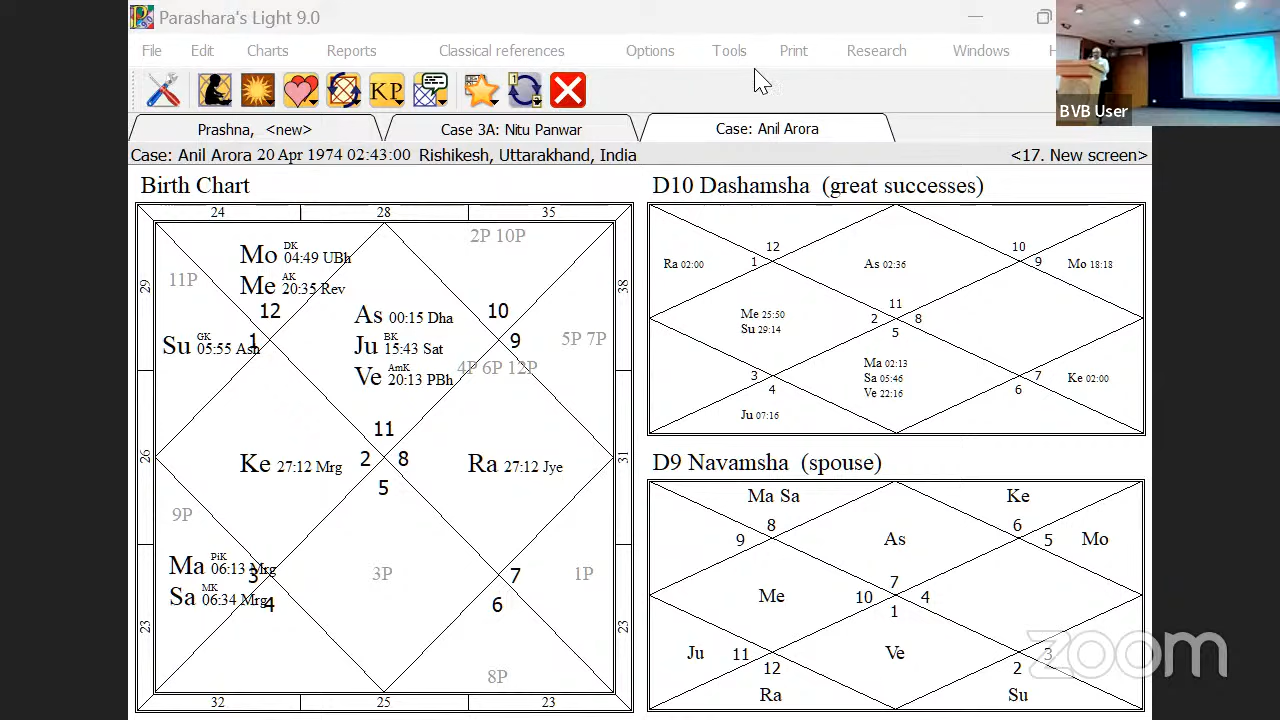 Parashara's Light 9.0
File Edit Charts Reports Classical references Options Tools Print Research Windows H
BVB User
KP
Prashna, <new> Case 3A: Nitu Panwar Case: Anil Arora
Case: Anil Arora 20 Apr 1974 02:43:00 Rishikesh, Uttarakhand, India <17. New screen>
Birth Chart
24 28 35
2P 10P
Mo DK 04:49 UBh
11P
Me AK 20:35 Rev
29 38
12 10
As 00:15 Dha
Su GK 05:55 Ash 1
Ju BK 15:43 Sat
9 5P 7P
4P 6P 12P
Ve AmK 20:13 PBh
11
26 Ke 27:12 Mrg 2 8 Ra 27:12 Jye 31
5
9P
Ma PiK 06:13 Mrg
3 3P 7 1P
Sa MK 06:34 Mrg
4 6
23 23
8P
32 25 23
D10 Dashamsha (great successes)
12 10
Ra 02:00 1 As 02:36 9 Mo 18:18
11
Me 25:50 2 8
Su 29:14 5
Ma 02:13
3 Sa 05:46 7 Ke 02:00
4 Ve 22:16 6
Ju 07:16
D9 Navamsha (spouse)
Ma Sa Ke
8 6
9 As 5 Mo
7
Me 10 4
1
Ju 11 Ve 3
12 2
Ra Su
zoom